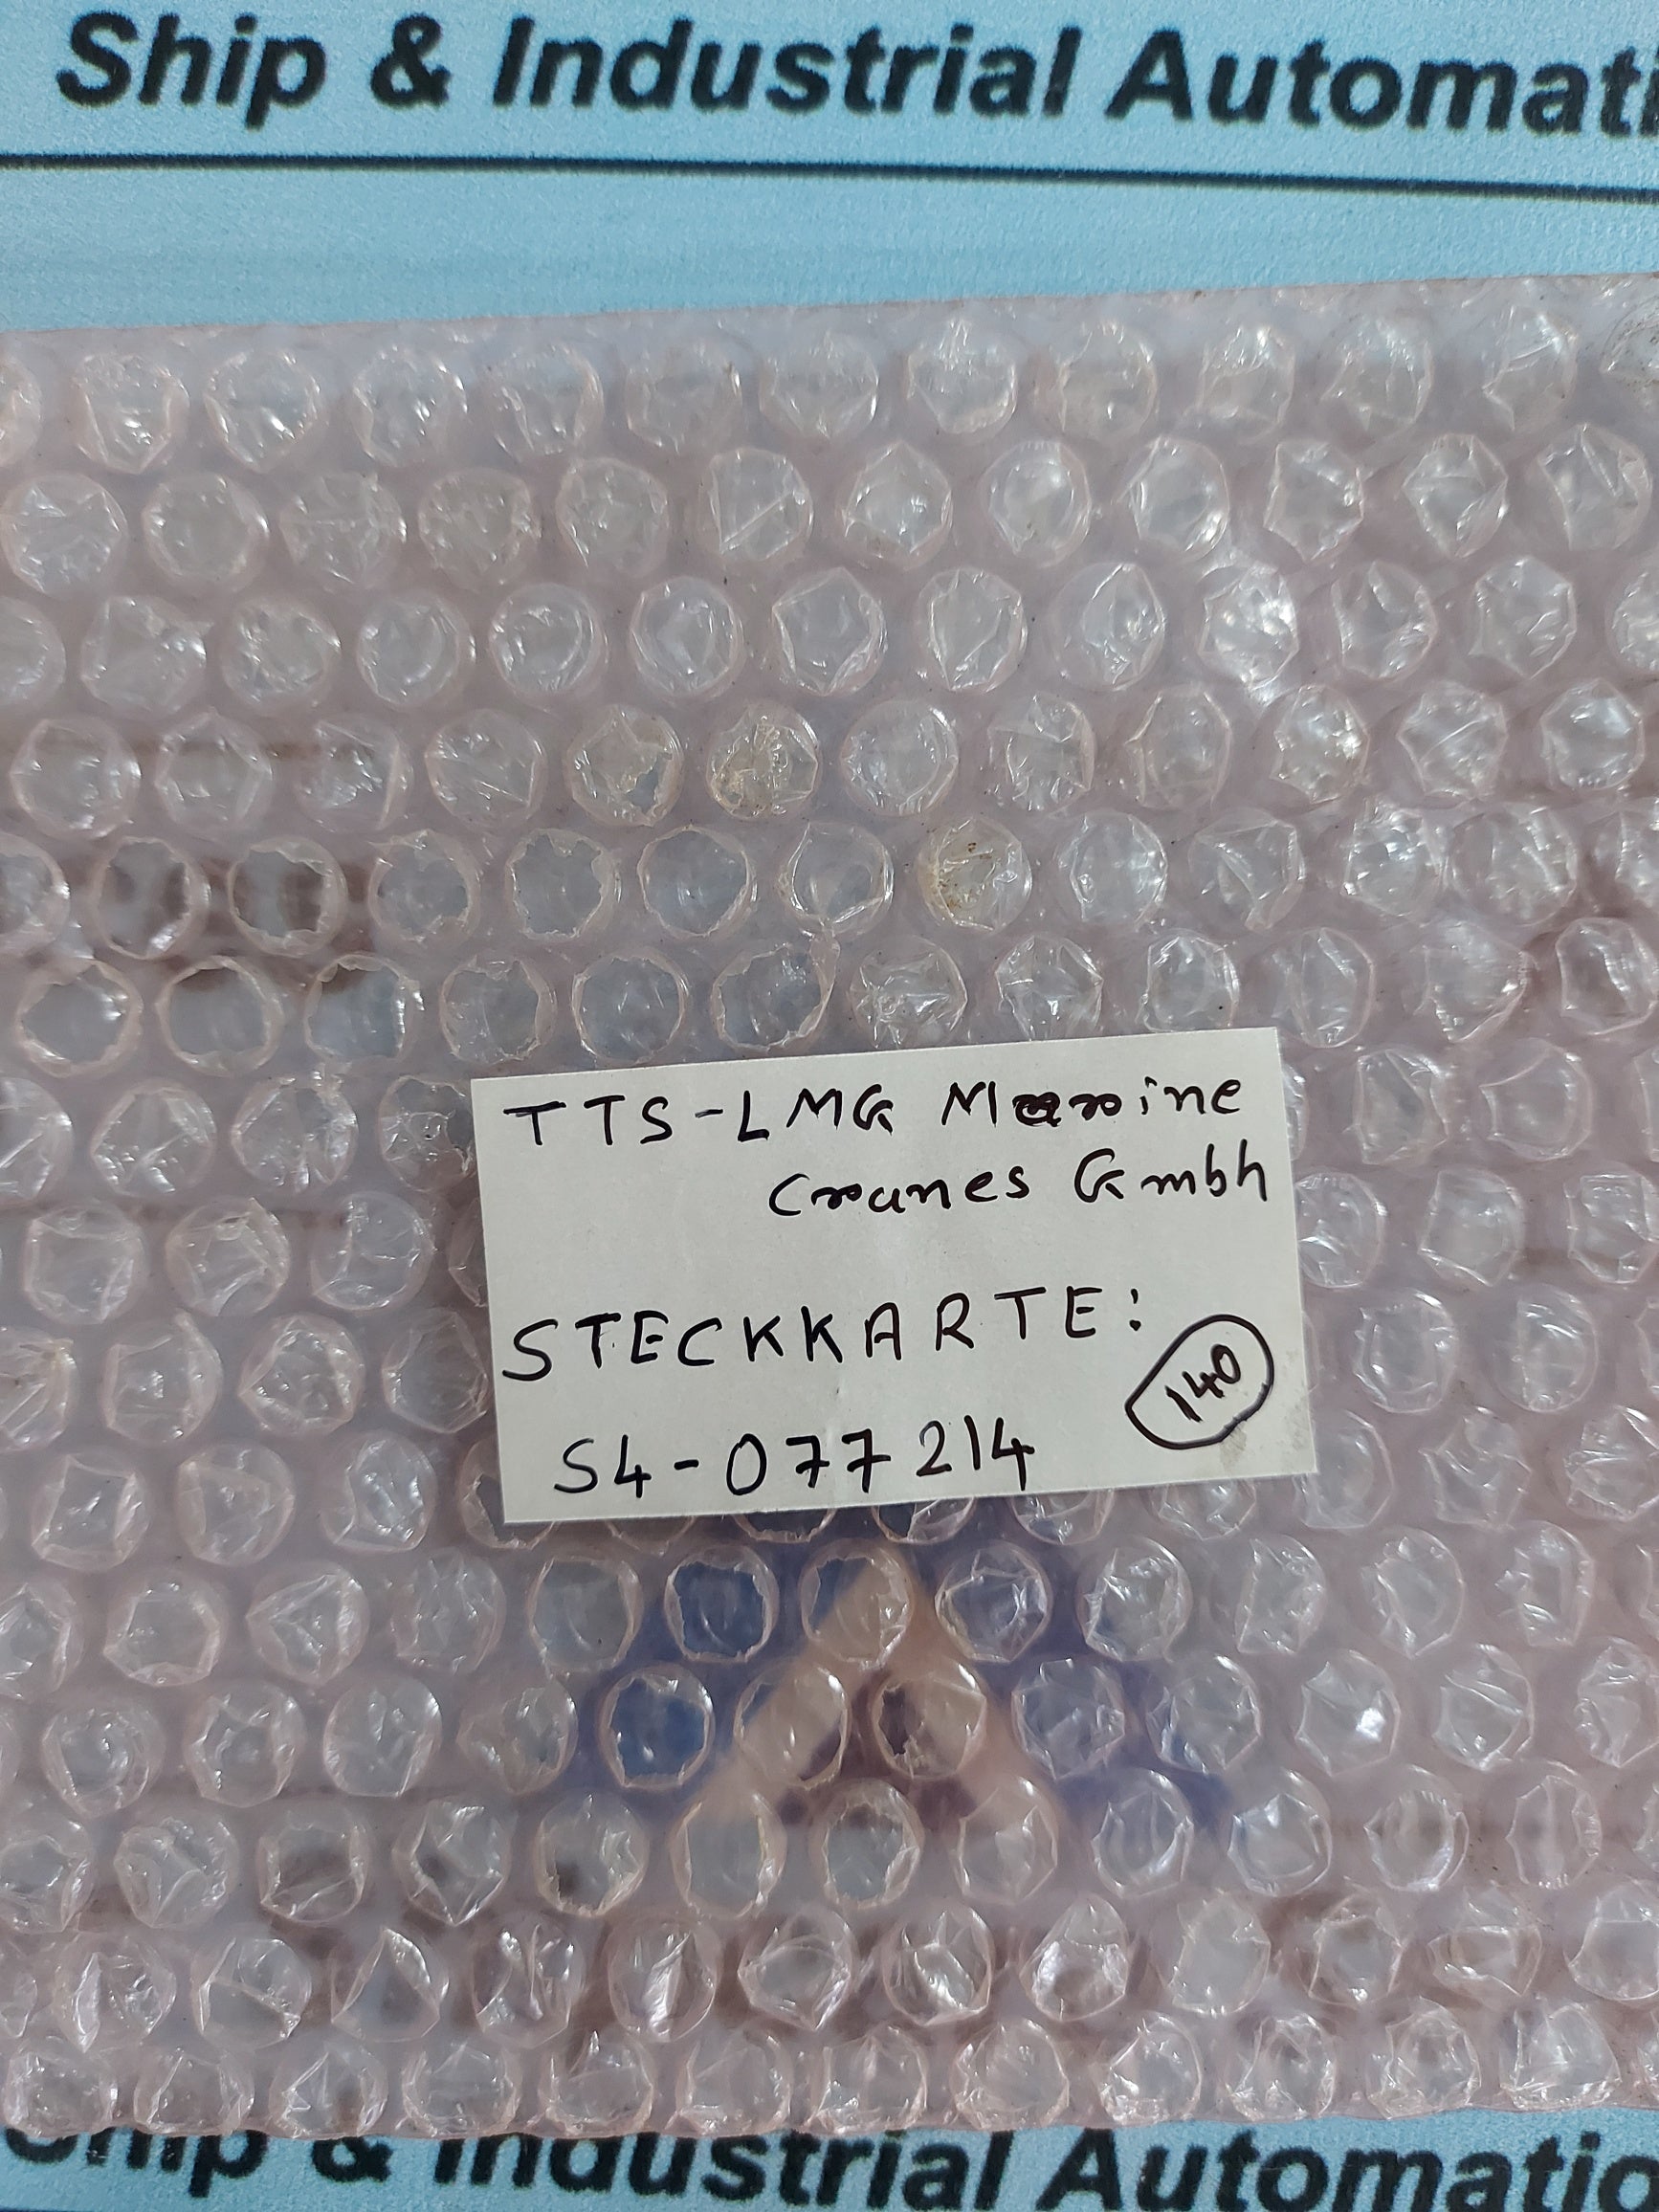 Ship & Industrial Automati
TTS-LMG Marine
Cranes Gmbh
STECKKARTE:
140
S4-077214
Ship & Industrial Automatio